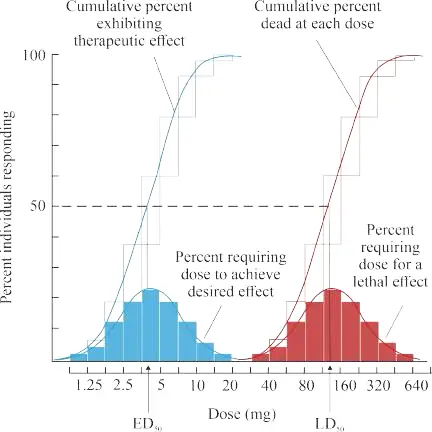 Cumulative percent
exhibiting
therapeutic effect
Cumulative percent
dead at each dose
100
50
Percent individuals responding
Percent requiring
dose to achieve
desired effect
Percent
requiring
dose for a
lethal effect
1.25 2.5 5 10 20 40 80 160 320 640
Dose (mg)
ED₅₀
LD₅₀